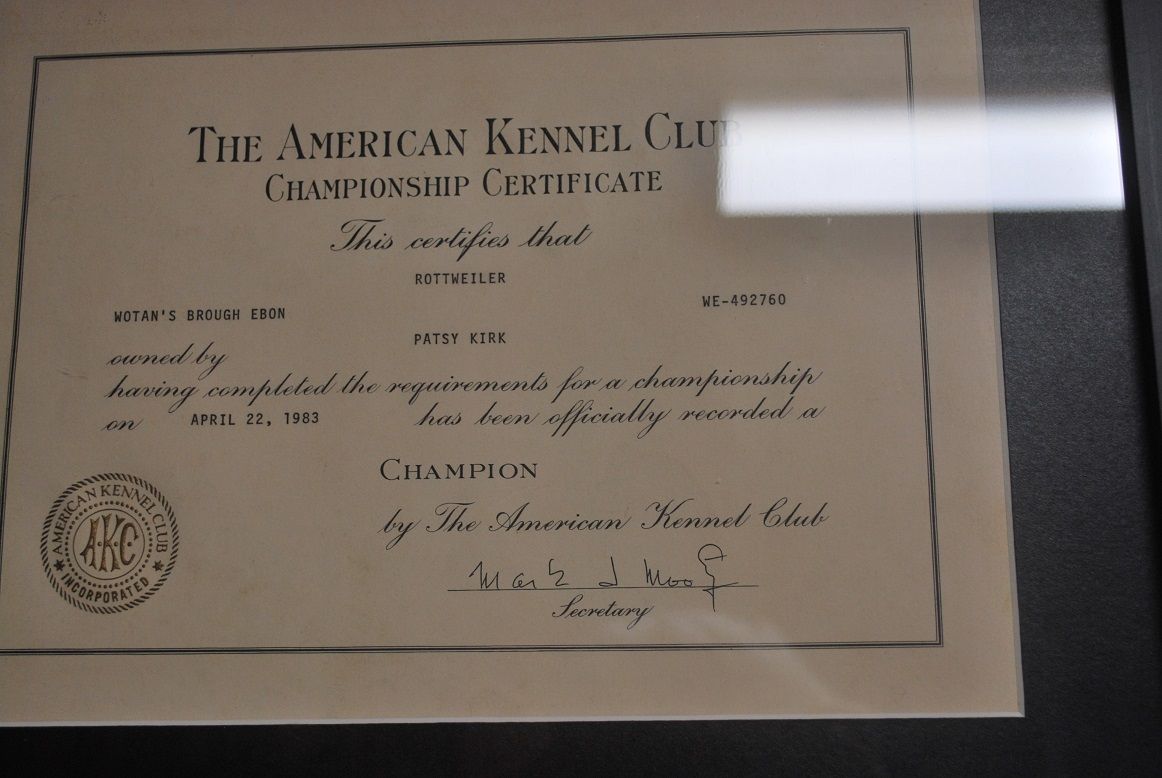 THE AMERICAN KENNEL CLUB
CHAMPIONSHIP CERTIFICATE
This certifies that
ROTTWEILER
WE-492760
WOTAN'S BROUGH EBON
PATSY KIRK
owned by
having completed the requirements for a championship
on APRIL 22, 1983 has been officially recorded a
CHAMPION
by The American Kennel Club
Secretary
AMERICAN KENNEL CLUB
AKC
INCORPORATED